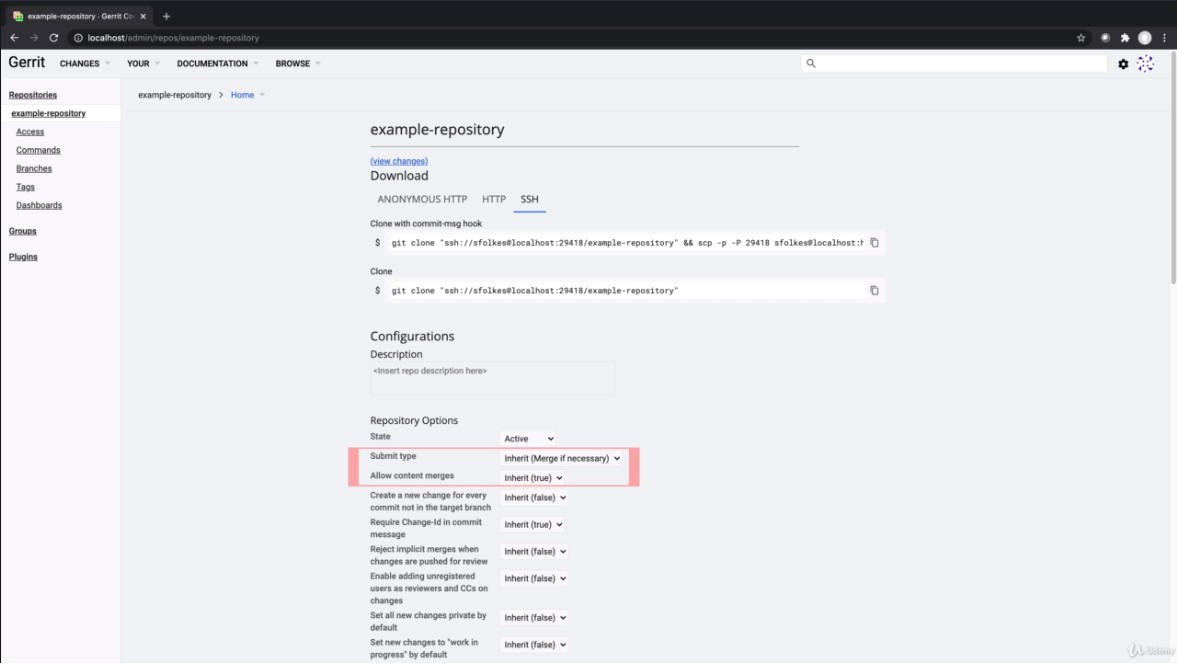 example-repository · Gerrit Co
localhost/admin/repos/example-repository
Gerrit CHANGES YOUR DOCUMENTATION BROWSE
Repositories
example-repository
Access
Commands
Branches
Tags
Dashboards
Groups
Plugins
example-repository > Home
example-repository
(view changes)
Download
ANONYMOUS HTTP HTTP SSH
Clone with commit-msg hook
$ git clone "ssh://sfolkes@localhost:29418/example-repository" && scp -p -P 29418 sfolkes@localhost:h
Clone
$ git clone "ssh://sfolkes@localhost:29418/example-repository"
Configurations
Description
<Insert repo description here>
Repository Options
State Active
Submit type Inherit (Merge if necessary)
Allow content merges Inherit (true)
Create a new change for every Inherit (false)
commit not in the target branch
Require Change-Id in commit Inherit (true)
message
Reject implicit merges when Inherit (false)
changes are pushed for review
Enable adding unregistered Inherit (false)
users as reviewers and CCs on
changes
Set all new changes private by Inherit (false)
default
Set new changes to "work in Inherit (false)
progress" by default
Udemy